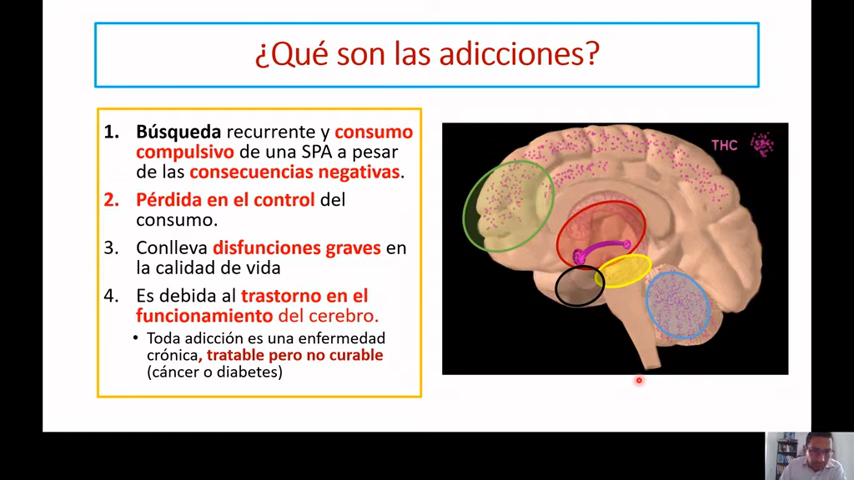 ¿Qué son las adicciones?
1. Búsqueda recurrente y consumo
compulsivo de una SPA a pesar
de las consecuencias negativas.
2. Pérdida en el control del
consumo.
3. Conlleva disfunciones graves en
la calidad de vida
4. Es debida al trastorno en el
funcionamiento del cerebro.
• Toda adicción es una enfermedad
crónica, tratable pero no curable
(cáncer o diabetes)
THC